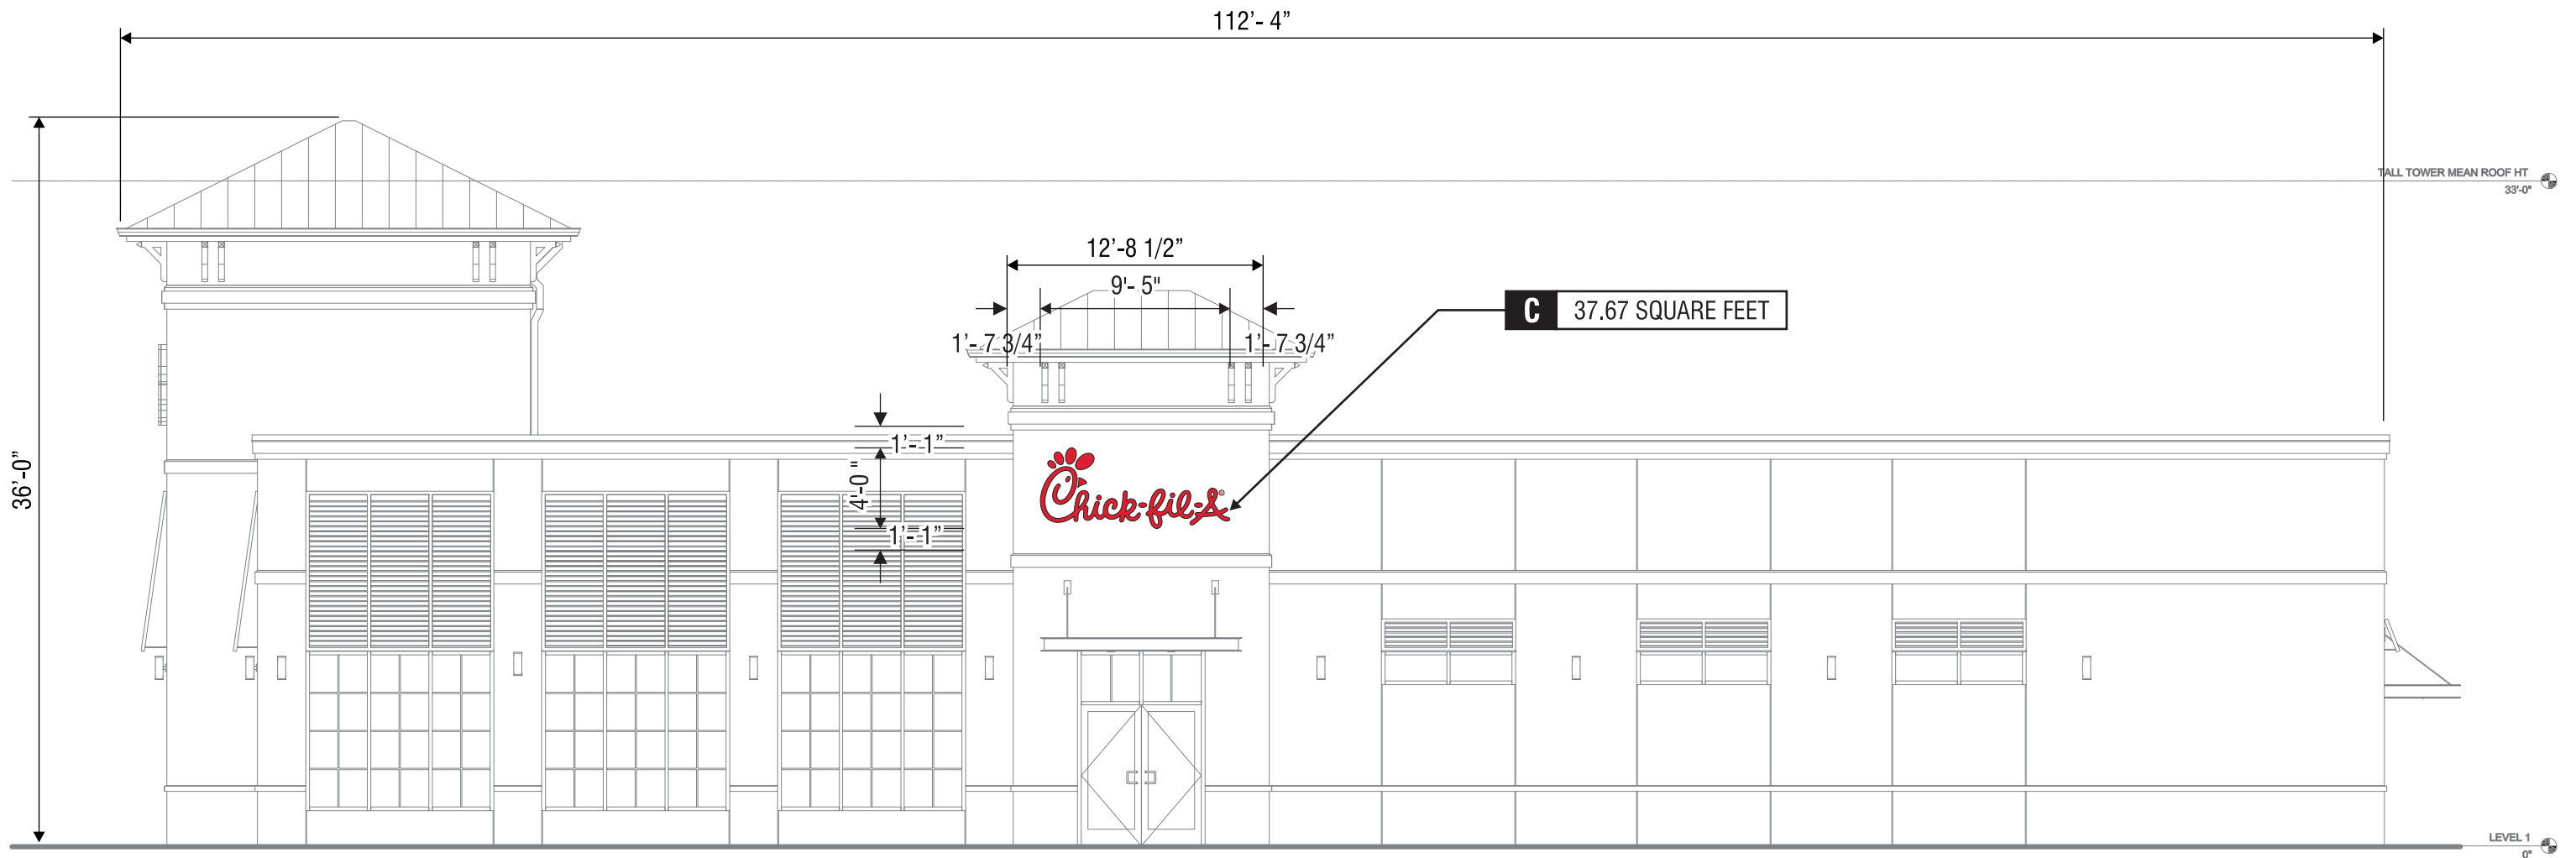 112’- 4”
TALL TOWER MEAN ROOF HT
33'-0"
12’-8 1/2”
9'- 5"
C 37.67 SQUARE FEET
1’- 7 3/4”
1’- 7 3/4”
1’- 1”
36’-0”
4'-0 "
Chick-fil-A®
1’- 1”
LEVEL 1
0"